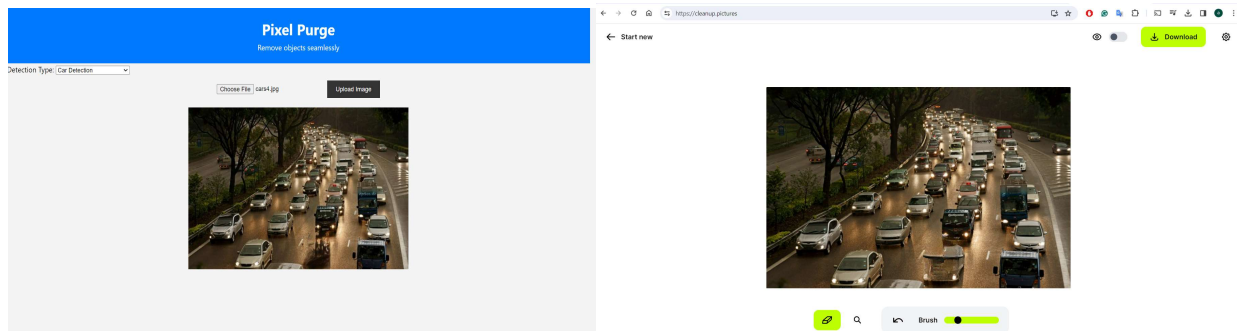 Pixel Purge
Remove objects seamlessly
Detection Type: Car Detection
Choose File cars4.jpg Upload Image
https://cleanup.pictures
Start new
Download
Brush